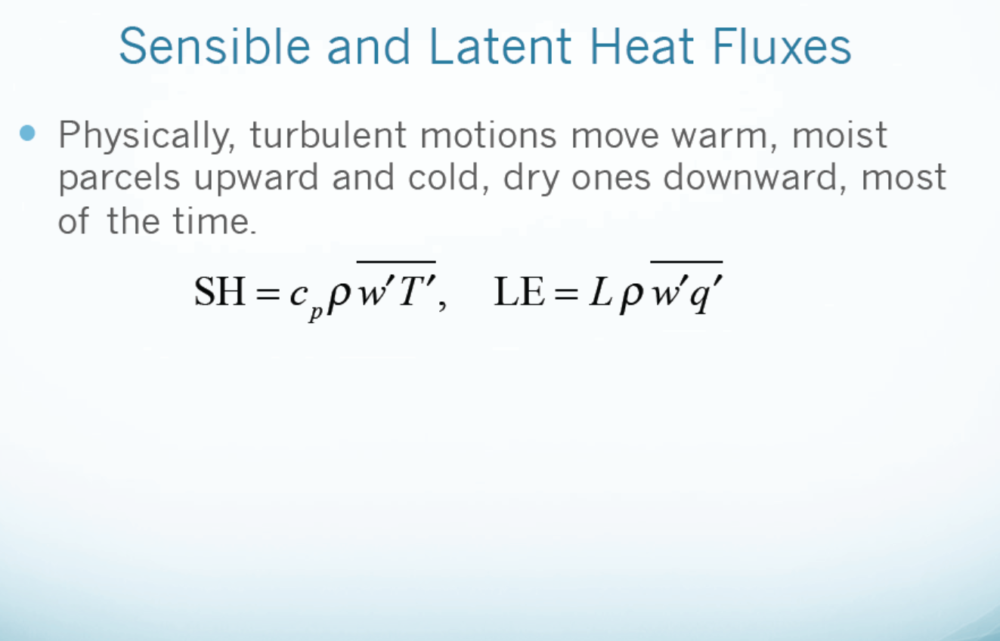 Sensible and Latent Heat Fluxes
• Physically, turbulent motions move warm, moist
parcels upward and cold, dry ones downward, most
of the time.
$\mathrm{SH} = c_p \rho \overline{w'T'}, \quad \mathrm{LE} = L \rho \overline{w'q'}$